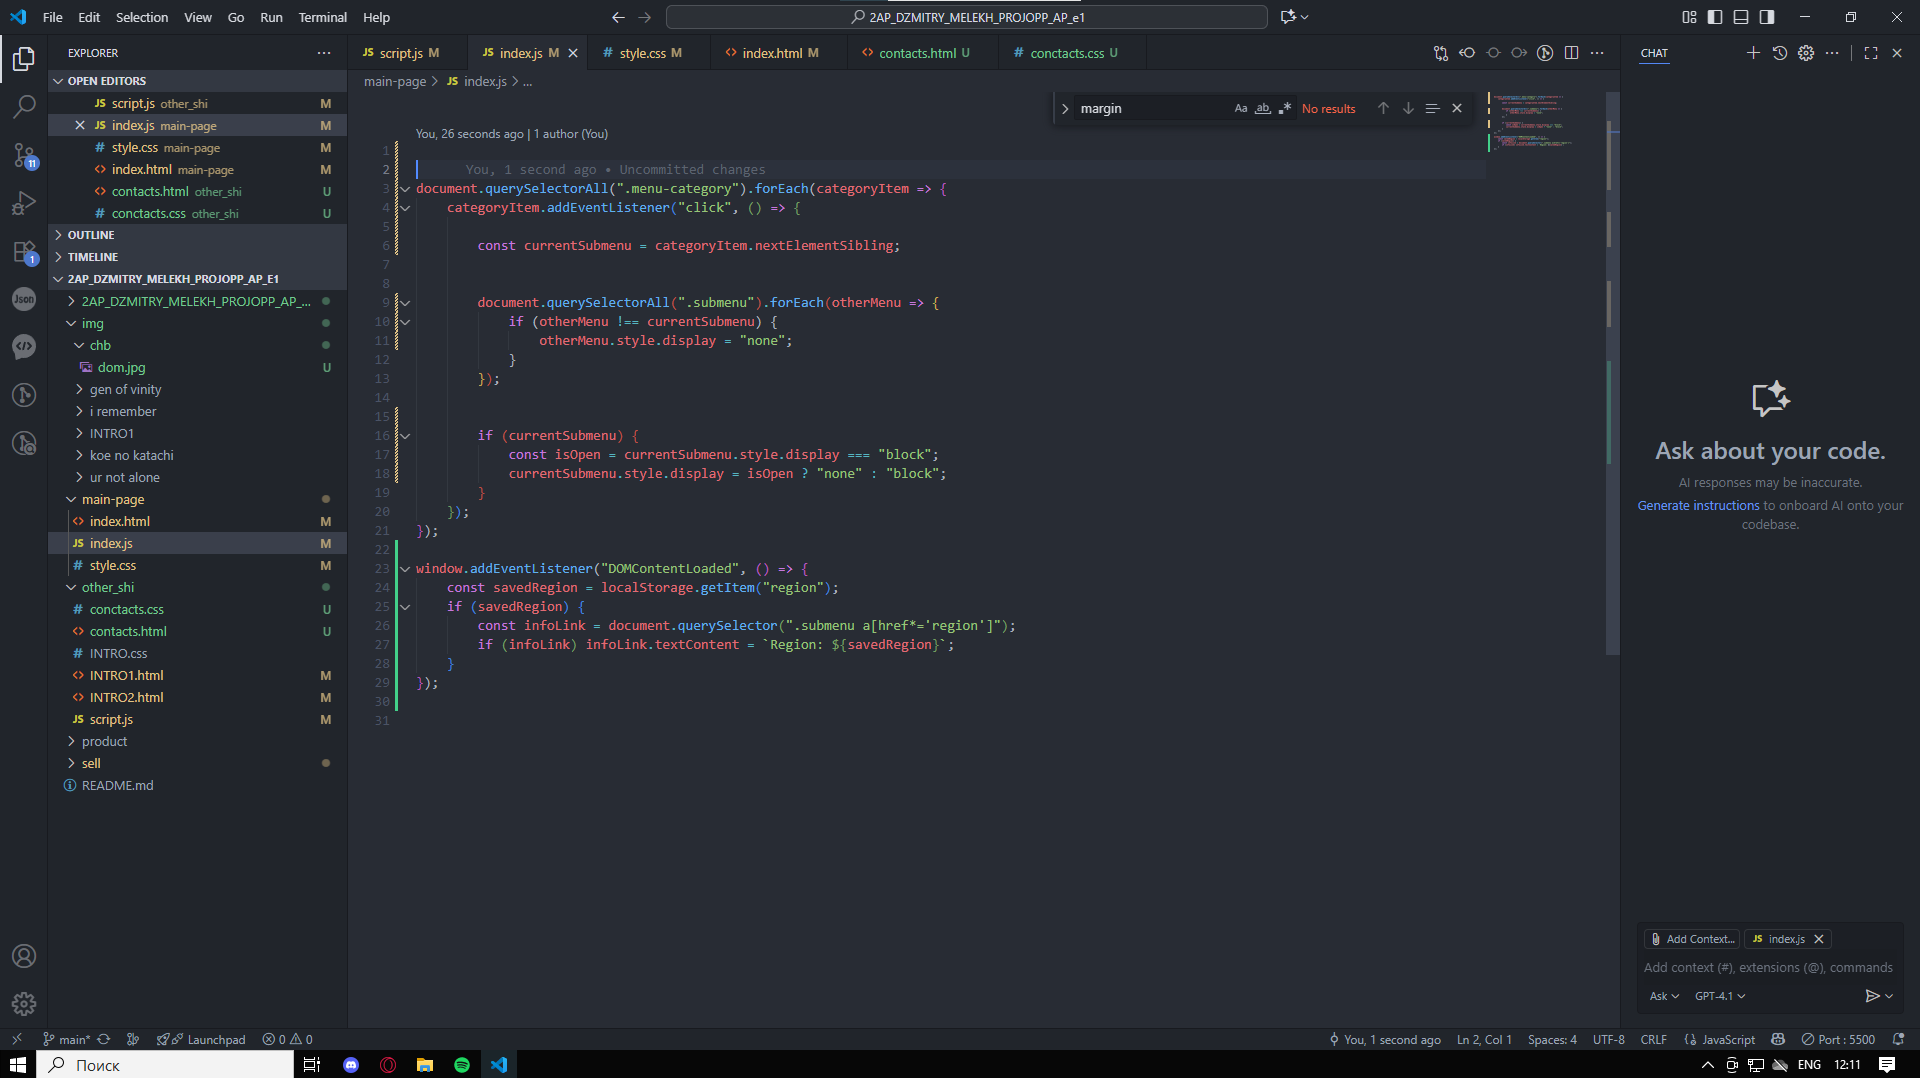 File Edit Selection View Go Run Terminal Help
2AP_DZMITRY_MELEKH_PROJOPP_AP_e1
EXPLORER
OPEN EDITORS
JS script.js other_shi M
JS index.js main-page M
# style.css main-page M
<> index.html main-page M
<> contacts.html other_shi U
# conctacts.css other_shi U
OUTLINE
TIMELINE
2AP_DZMITRY_MELEKH_PROJOPP_AP_E1
2AP_DZMITRY_MELEKH_PROJOPP_AP_...
img
chb
dom.jpg U
gen of vinity
i remember
INTRO1
koe no katachi
ur not alone
main-page
<> index.html M
JS index.js M
# style.css M
other_shi
# conctacts.css U
<> contacts.html U
# INTRO.css
<> INTRO1.html M
<> INTRO2.html M
JS script.js M
product
sell
README.md
11
1
Json
JS script.js M JS index.js M # style.css M <> index.html M <> contacts.html U # conctacts.css U
main-page > JS index.js > ...
margin Aa ab No results
You, 26 seconds ago | 1 author (You)
1
2 You, 1 second ago • Uncommitted changes
3 document.querySelectorAll(".menu-category").forEach(categoryItem => {
4 categoryItem.addEventListener("click", () => {
5
6 const currentSubmenu = categoryItem.nextElementSibling;
7
8
9 document.querySelectorAll(".submenu").forEach(otherMenu => {
10 if (otherMenu !== currentSubmenu) {
11 otherMenu.style.display = "none";
12 }
13 });
14
15
16 if (currentSubmenu) {
17 const isOpen = currentSubmenu.style.display === "block";
18 currentSubmenu.style.display = isOpen ? "none" : "block";
19 }
20 });
21 });
22
23 window.addEventListener("DOMContentLoaded", () => {
24 const savedRegion = localStorage.getItem("region");
25 if (savedRegion) {
26 const infoLink = document.querySelector(".submenu a[href*='region']");
27 if (infoLink) infoLink.textContent = `Region: ${savedRegion}`;
28 }
29 });
30
31
CHAT
Ask about your code.
AI responses may be inaccurate.
Generate instructions to onboard AI onto your
codebase.
Add Context... JS index.js
Add context (#), extensions (@), commands
Ask GPT-4.1
main* Launchpad 0 0
You, 1 second ago Ln 2, Col 1 Spaces: 4 UTF-8 CRLF {} JavaScript Port : 5500
Поиск
ENG 12:11